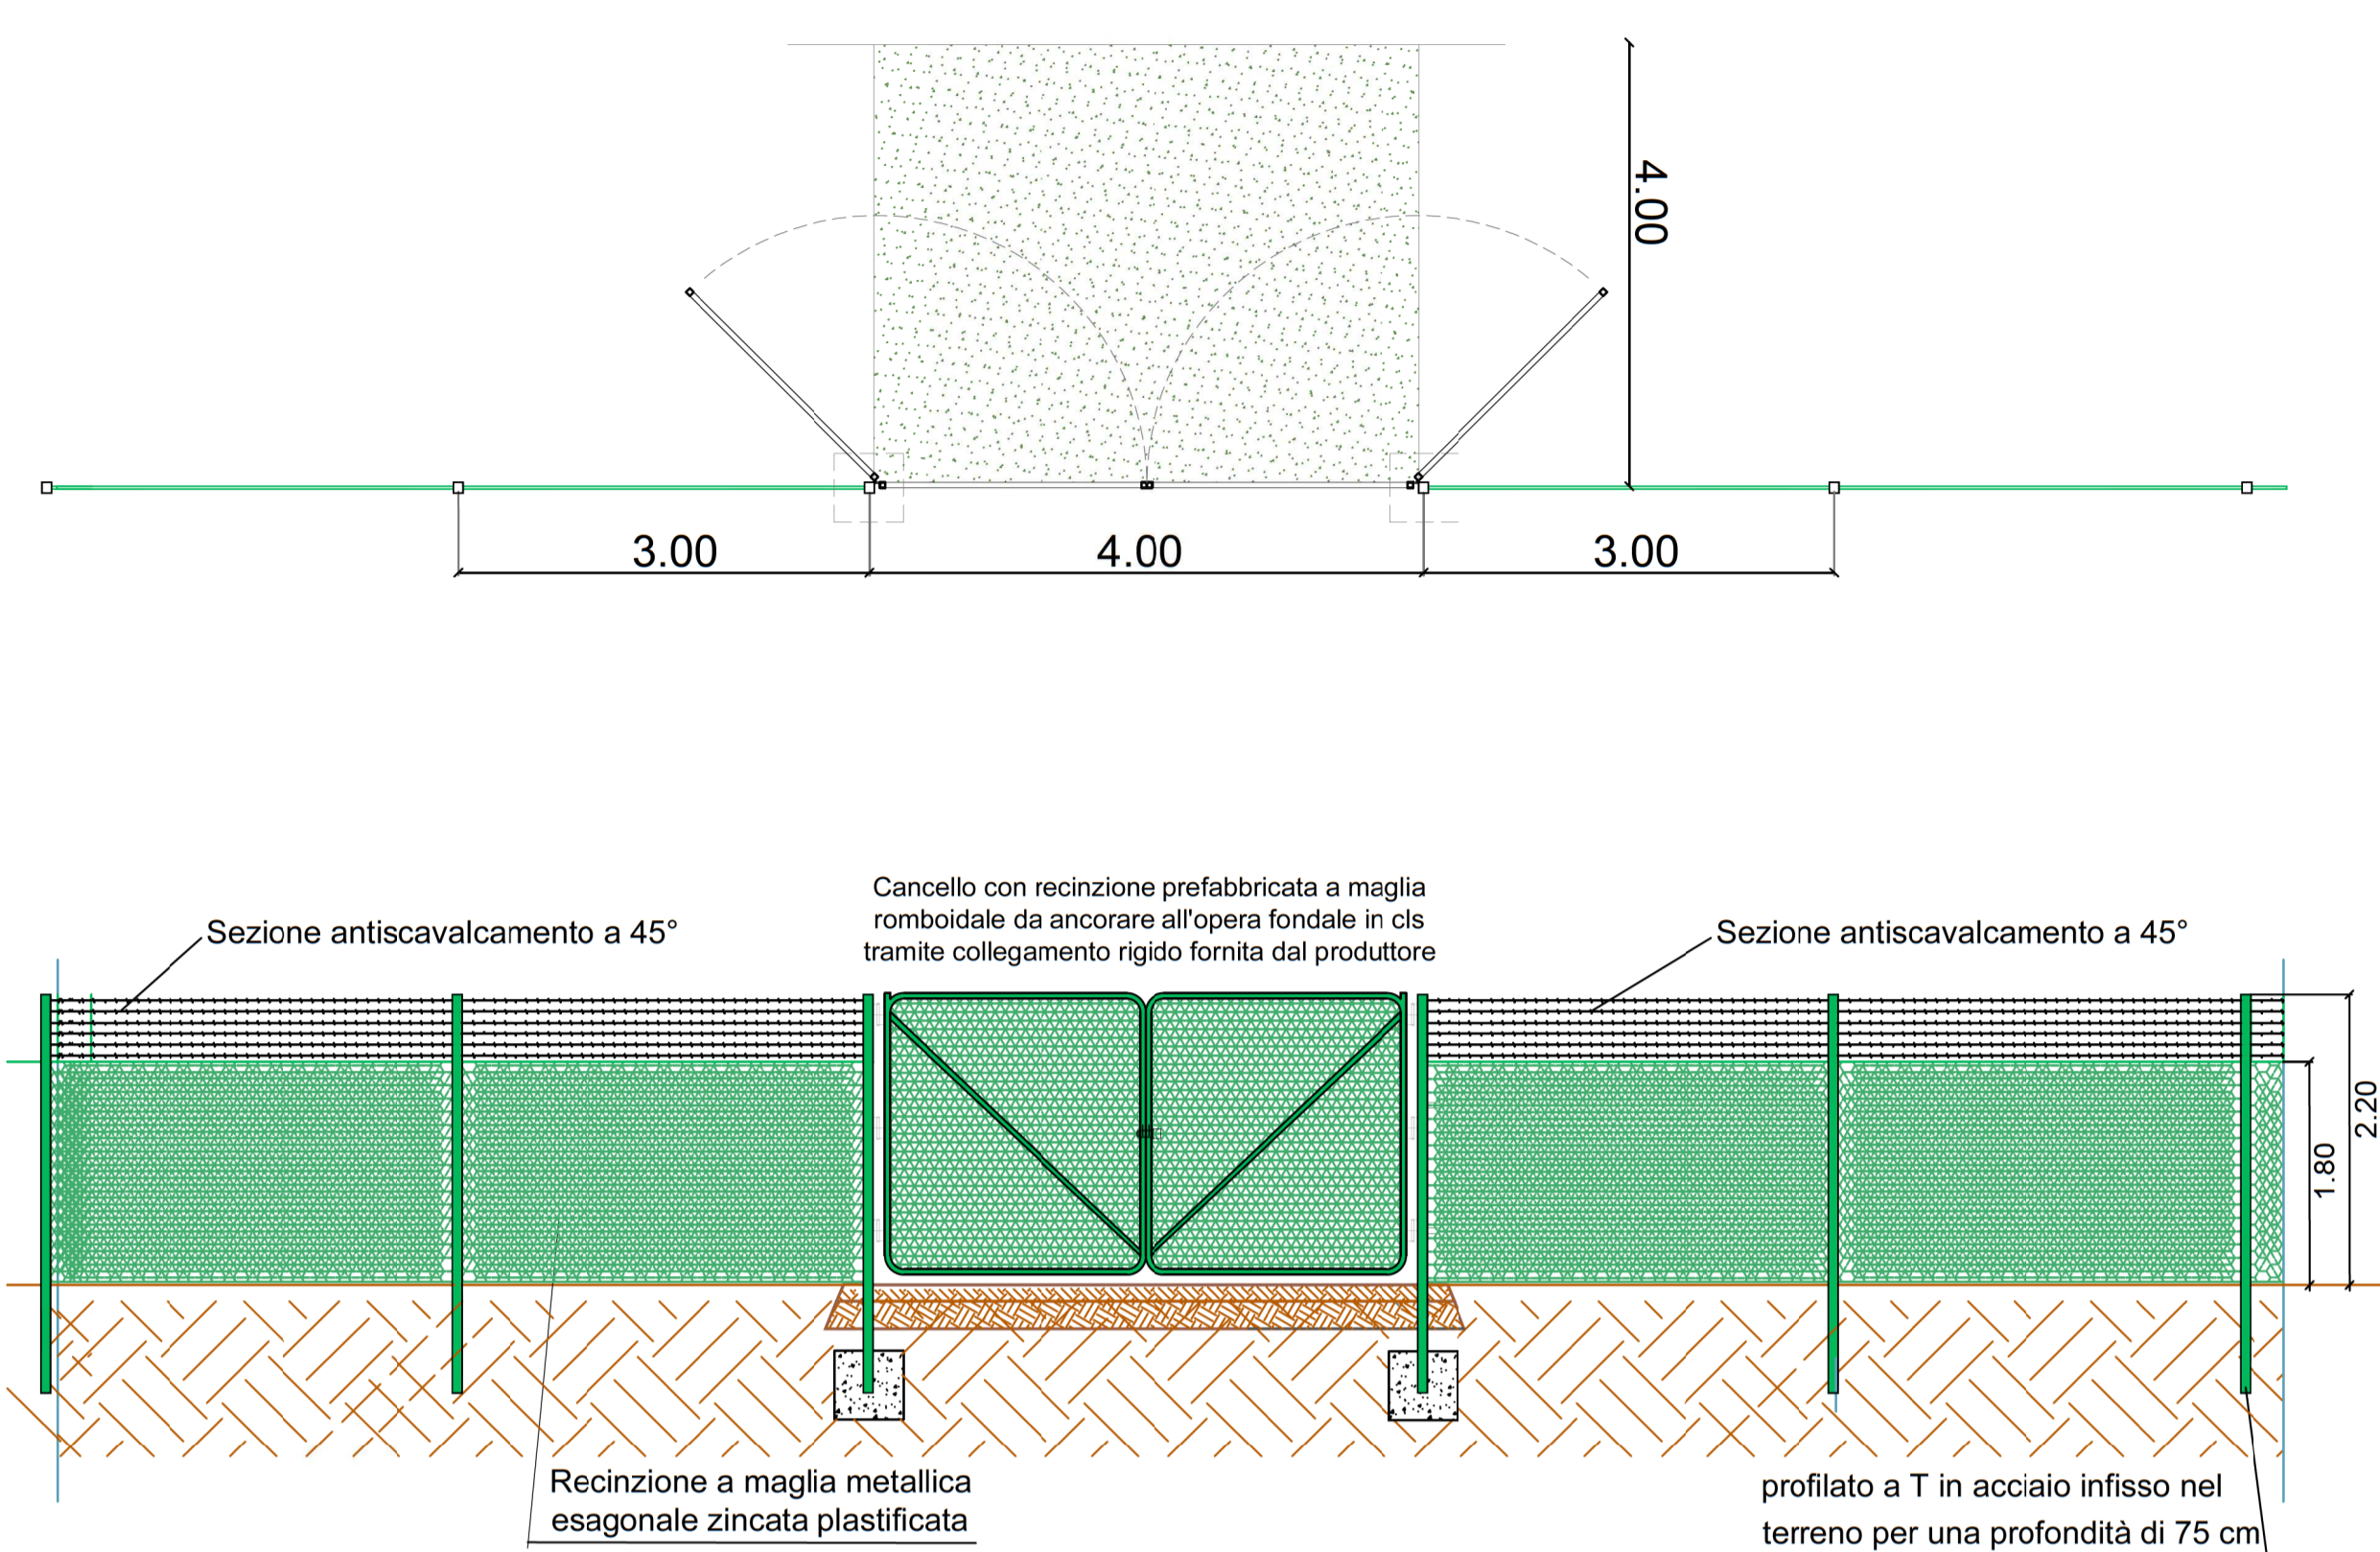 4.00
3.00
4.00
3.00
Cancello con recinzione prefabbricata a maglia
romboidale da ancorare all'opera fondale in cls
tramite collegamento rigido fornita dal produttore
Sezione antiscavalcamento a 45°
Sezione antiscavalcamento a 45°
2.20
1.80
Recinzione a maglia metallica
esagonale zincata plastificata
profilato a T in acciaio infisso nel
terreno per una profondità di 75 cm